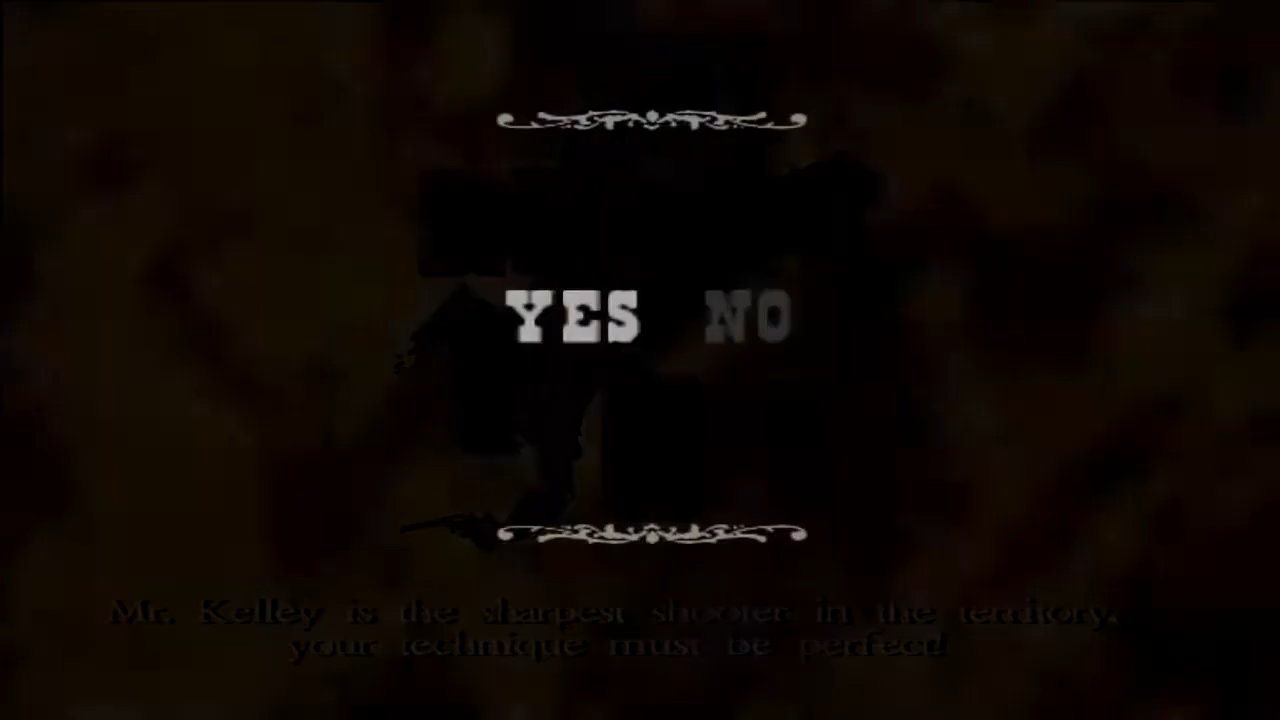 YES NO
Mr. Kelley is the sharpest shooter in the territory,
your technique must be perfect!